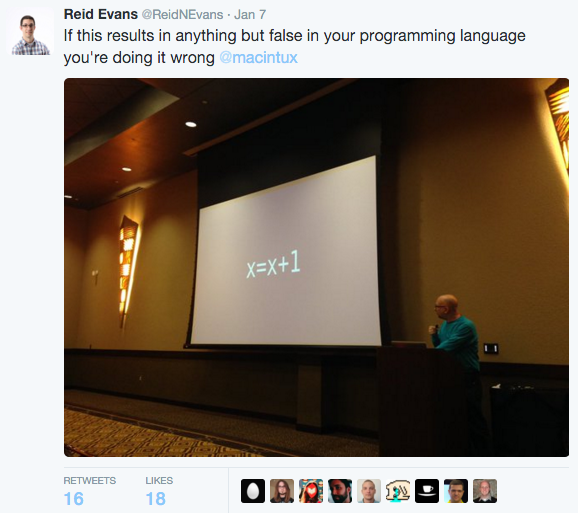 Reid Evans @ReidNEvans · Jan 7
If this results in anything but false in your programming language
you're doing it wrong @macintux
x=x+1
RETWEETS LIKES
16 18